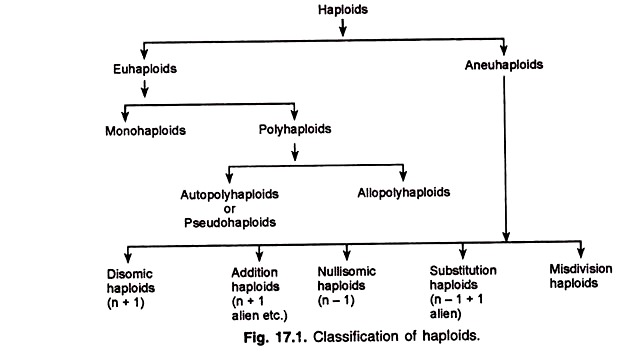 Haploids
Euhaploids
Aneuhaploids
Monohaploids
Polyhaploids
Autopolyhaploids
or
Pseudohaploids
Allopolyhaploids
Disomic
haploids
(n + 1)
Addition
haploids
(n + 1
alien etc.)
Nullisomic
haploids
(n – 1)
Substitution
haploids
(n – 1 + 1
alien)
Misdivision
haploids
Fig. 17.1. Classification of haploids.